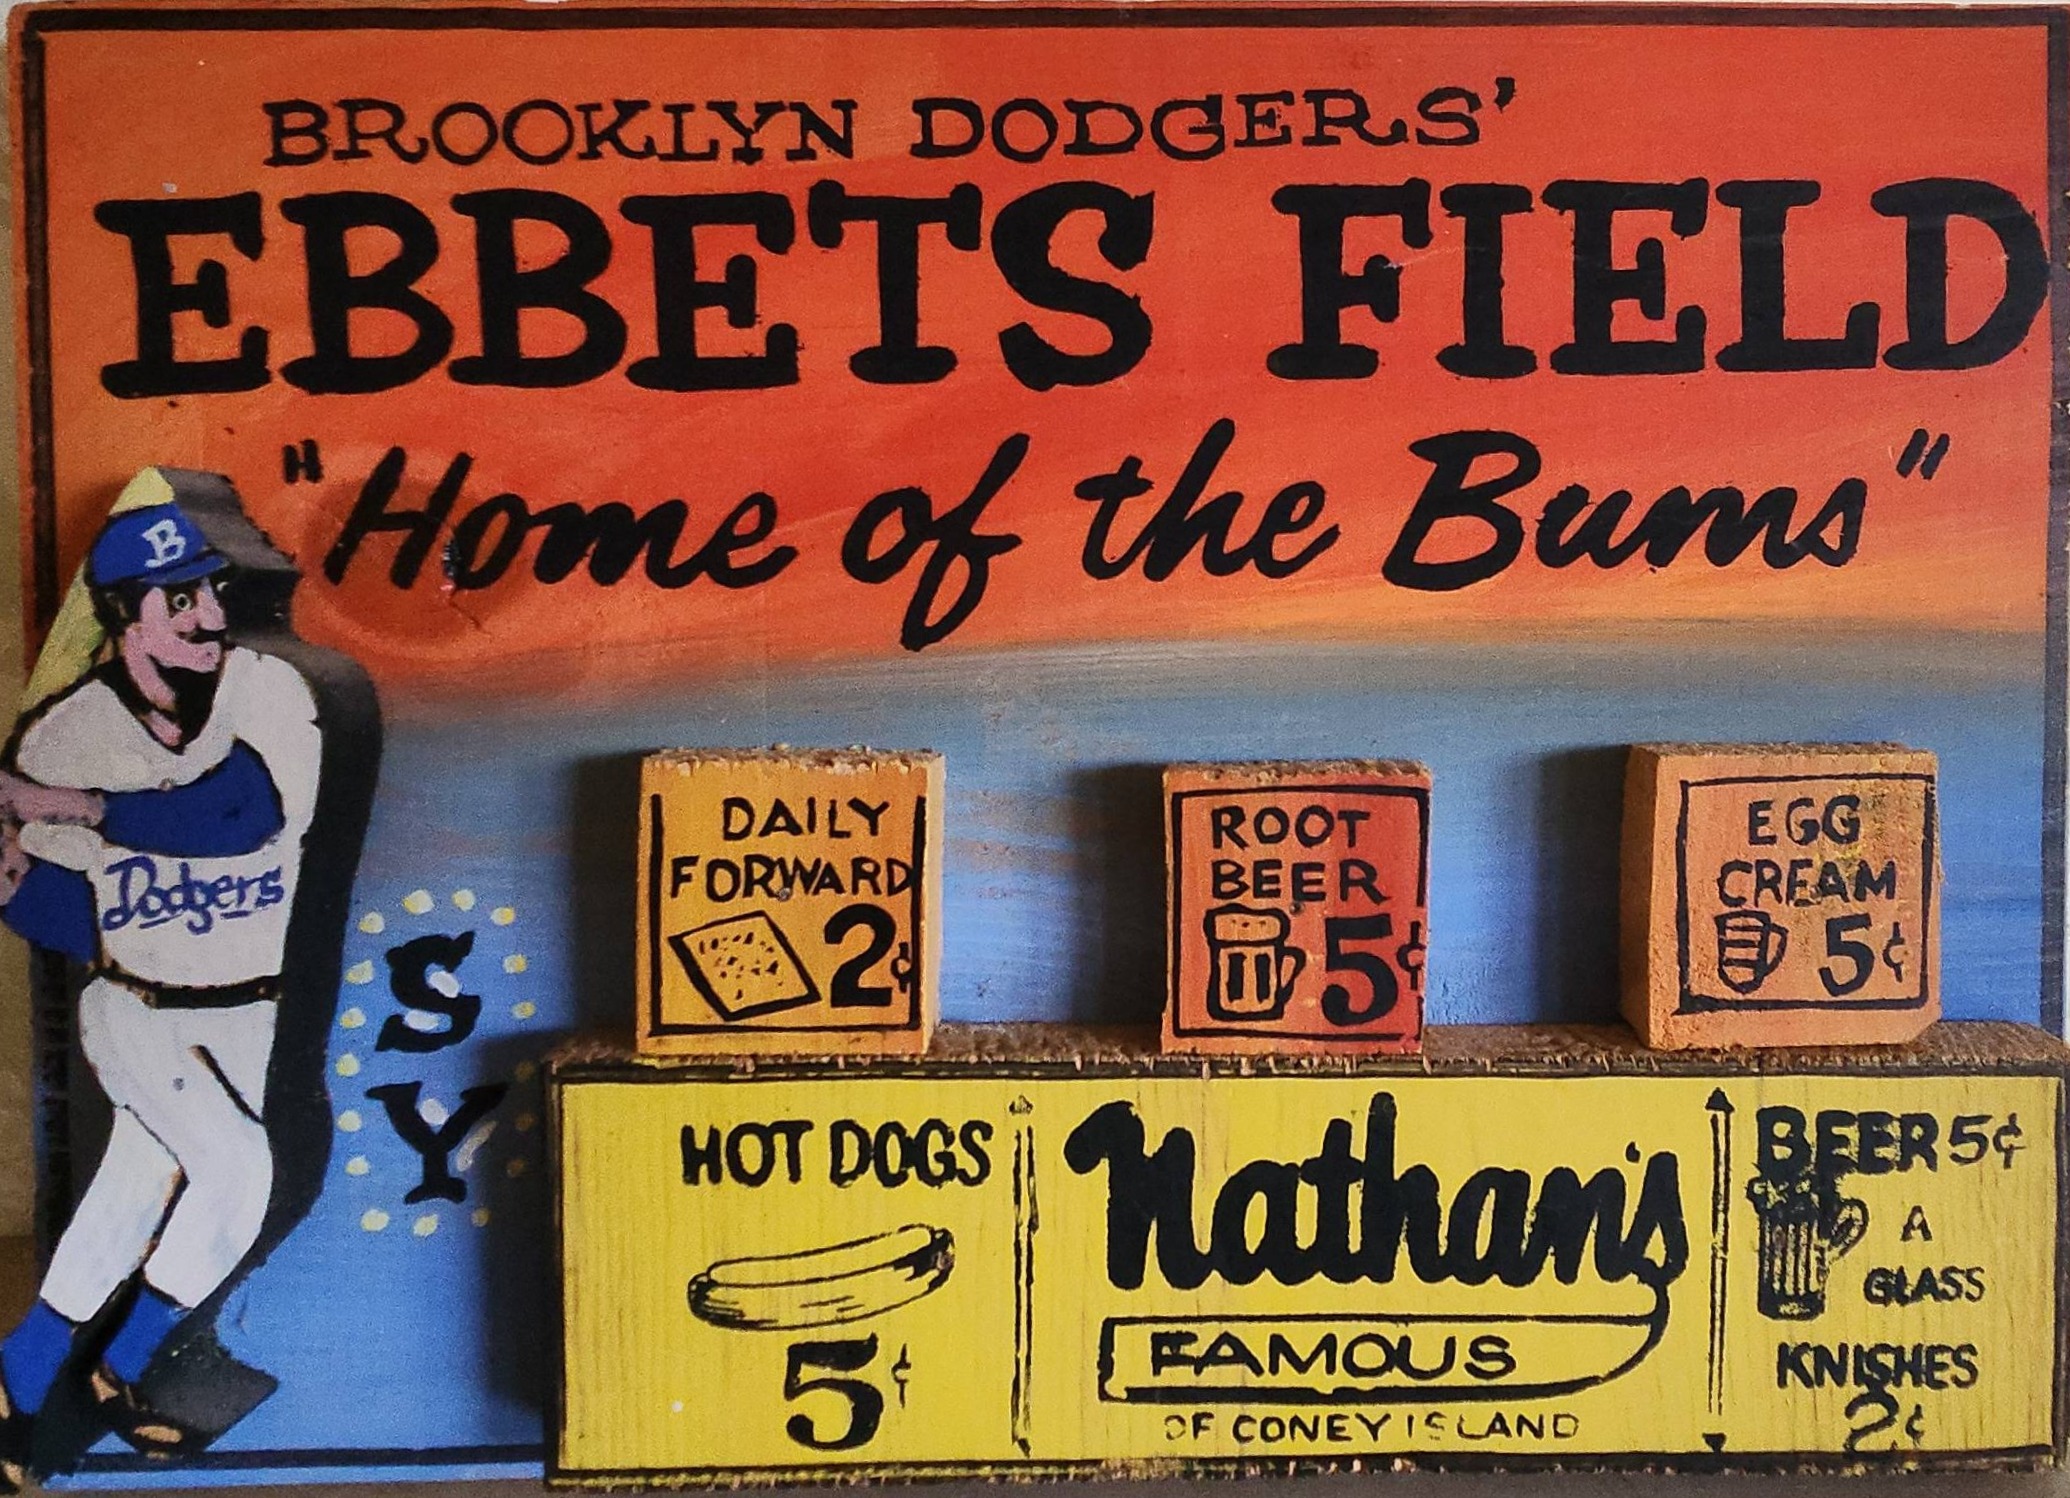 BROOKLYN DODGERS'
EBBETS FIELD
"Home of the Bums"
B
Dodgers
S
Y
DAILY
FORWARD
2¢
ROOT
BEER
5¢
EGG
CREAM
5¢
HOT DOGS
5¢
Nathan's
FAMOUS
OF CONEY ISLAND
BEER 5¢
A
GLASS
KNISHES
2¢